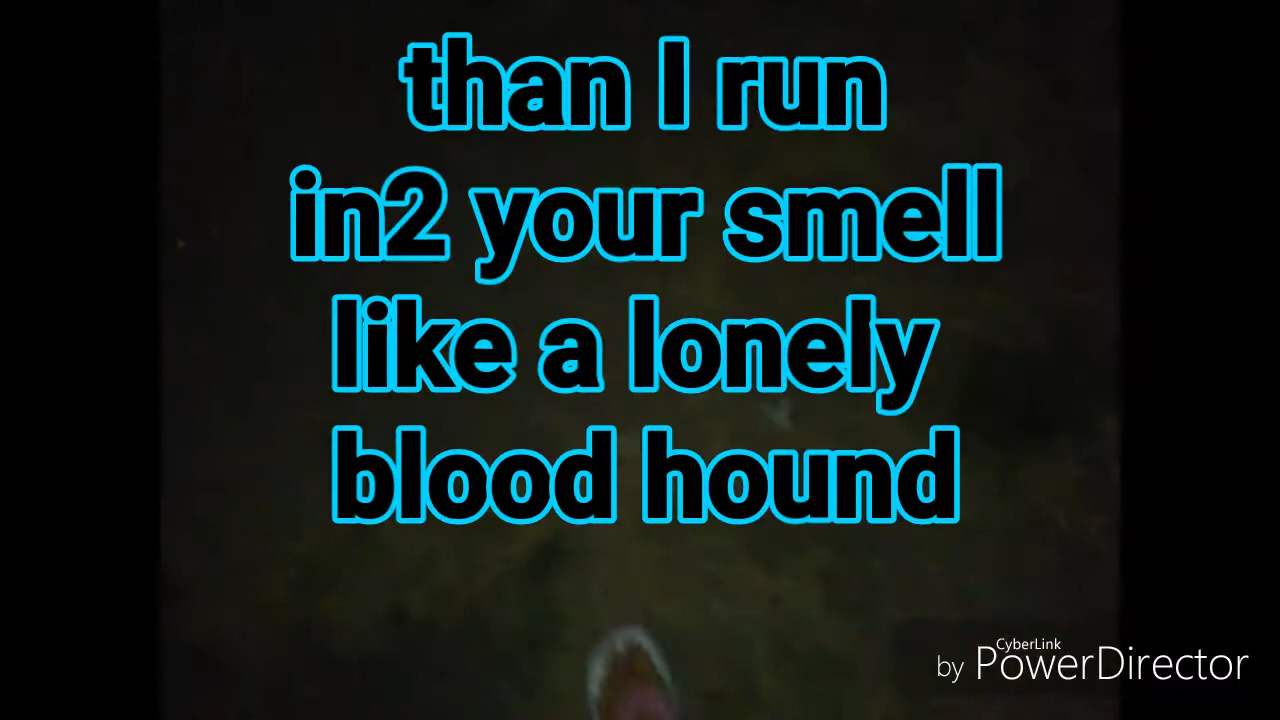 than I run
in2 your smell
like a lonely
blood hound
CyberLink
by PowerDirector